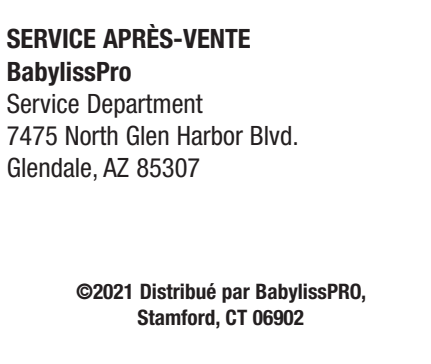 SERVICE APRÈS-VENTE
BabylissPro
Service Department
7475 North Glen Harbor Blvd.
Glendale, AZ 85307
©2021 Distribué par BabylissPRO,
Stamford, CT 06902